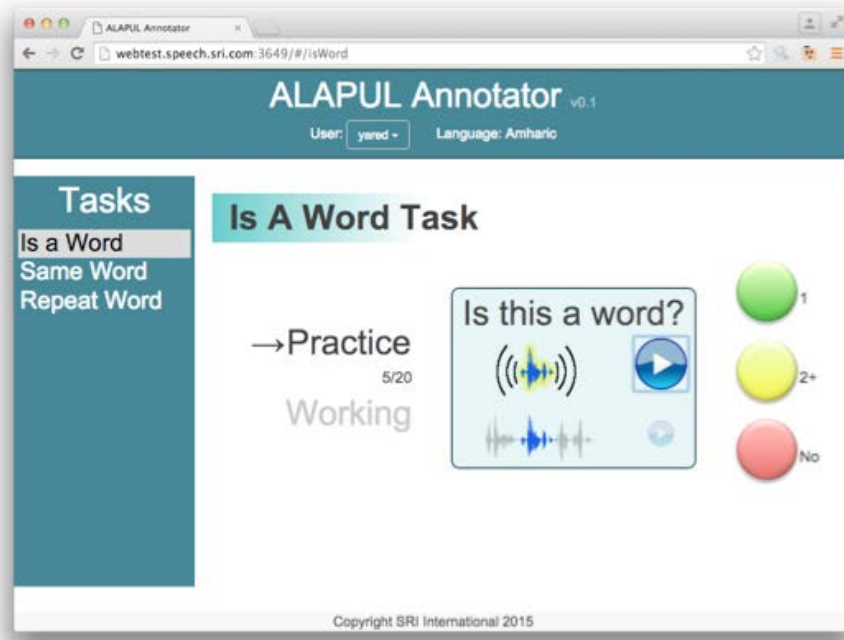 ALAPUL Annotator
webtest.speech.sri.com:3649/#/isWord
ALAPUL Annotator v0.1
User: yared Language: Amharic
Tasks
Is a Word
Same Word
Repeat Word
Is A Word Task
→Practice
5/20
Working
Is this a word?
1
2+
No
Copyright SRI International 2015